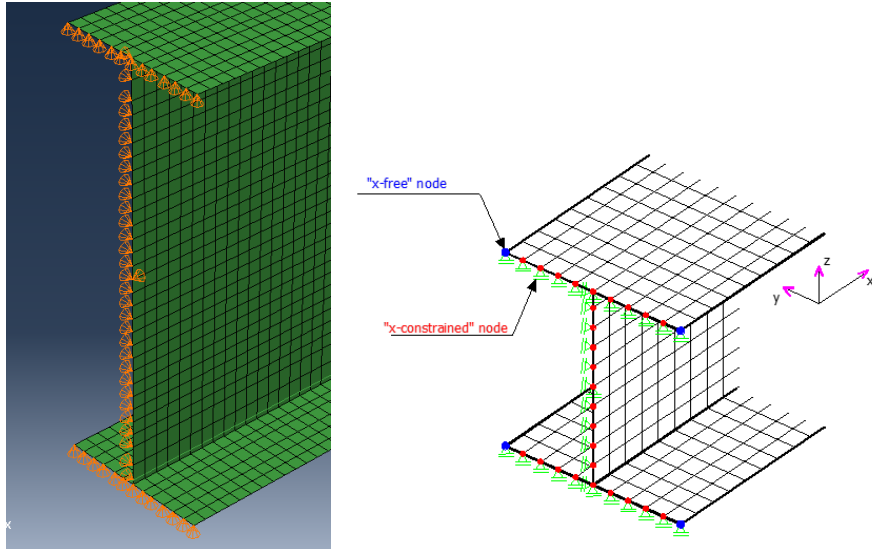 "x-free" node
z
y
x
"x-constrained" node
x